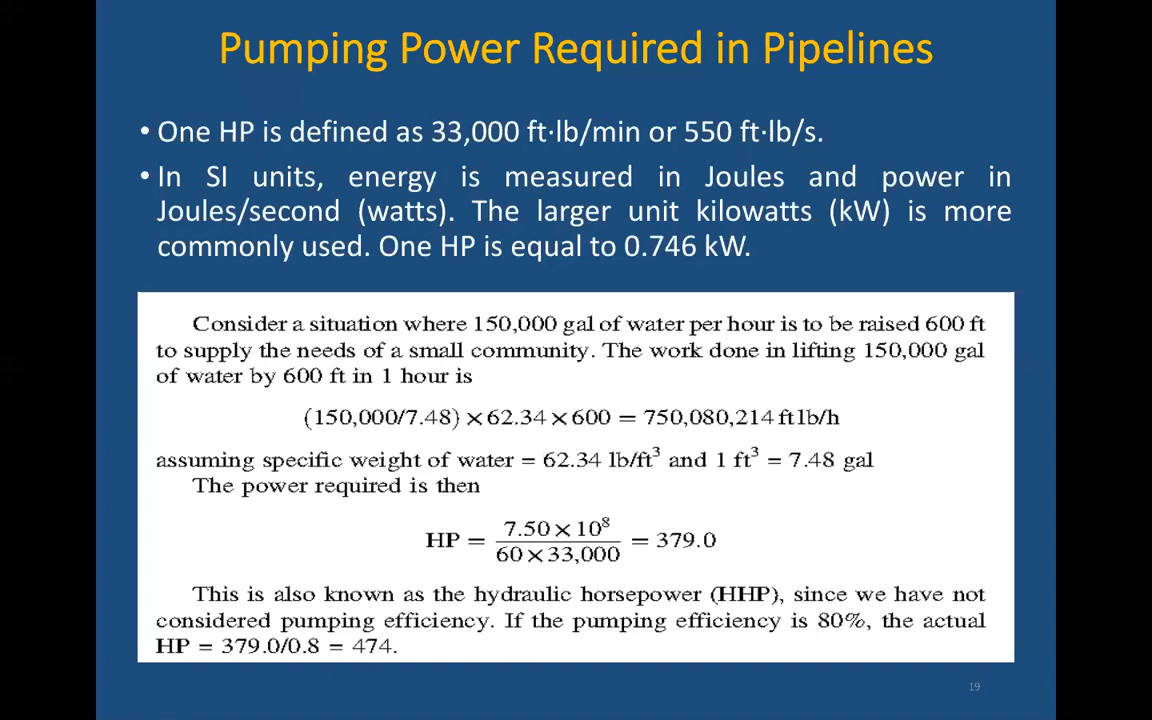 Pumping Power Required in Pipelines
• One HP is defined as 33,000 ft·lb/min or 550 ft·lb/s.
• In SI units, energy is measured in Joules and power in
Joules/second (watts). The larger unit kilowatts (kW) is more
commonly used. One HP is equal to 0.746 kW.
Consider a situation where 150,000 gal of water per hour is to be raised 600 ft
to supply the needs of a small community. The work done in lifting 150,000 gal
of water by 600 ft in 1 hour is
(150,000/7.48) × 62.34 × 600 = 750,080,214 ft lb/h
assuming specific weight of water = 62.34 lb/ft³ and 1 ft³ = 7.48 gal
The power required is then
HP = 7.50 × 10⁸ / 60 × 33,000 = 379.0
This is also known as the hydraulic horsepower (HHP), since we have not
considered pumping efficiency. If the pumping efficiency is 80%, the actual
HP = 379.0/0.8 = 474.
19